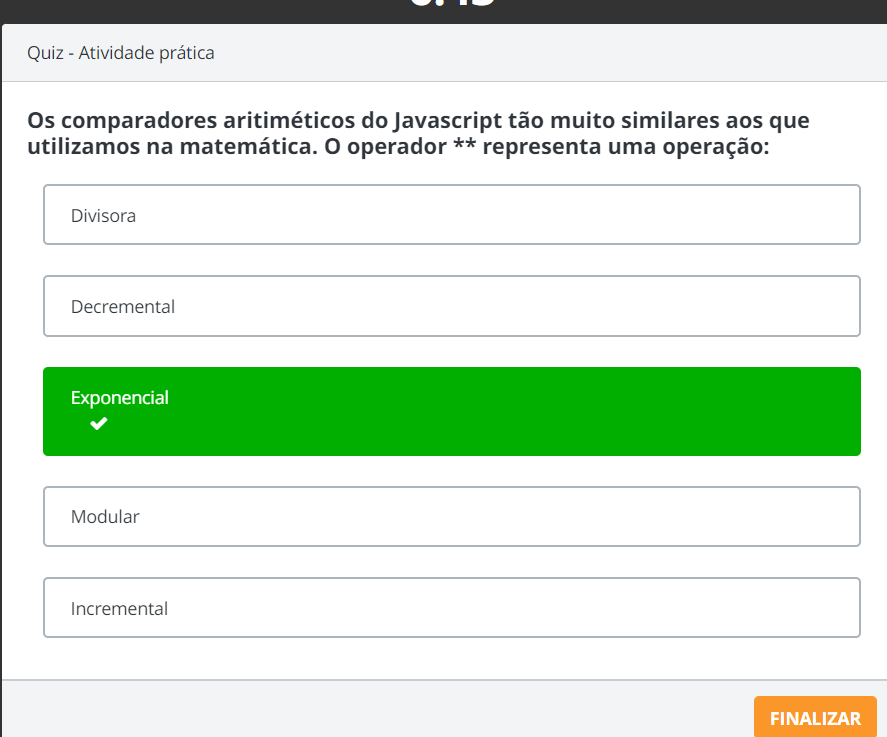 Quiz - Atividade prática
Os comparadores aritiméticos do Javascript tão muito similares aos que
utilizamos na matemática. O operador ** representa uma operação:
Divisora
Decremental
Exponencial
Modular
Incremental
FINALIZAR